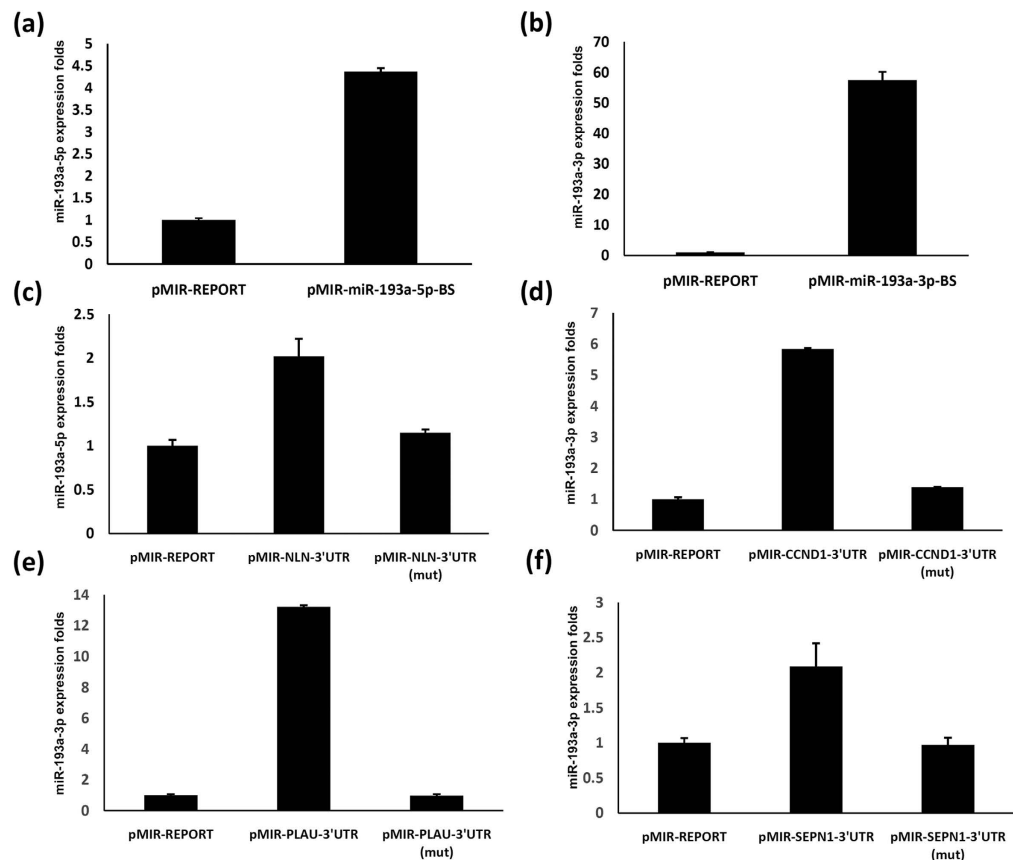 (a)
miR-193a-5p expression folds
5
4.5
4
3.5
3
2.5
2
1.5
1
0.5
0
pMIR-REPORT pMIR-miR-193a-5p-BS
(b)
miR-193a-3p expression folds
70
60
50
40
30
20
10
0
pMIR-REPORT pMIR-miR-193a-3p-BS
(c)
miR-193a-5p expression folds
2.5
2
1.5
1
0.5
0
pMIR-REPORT pMIR-NLN-3'UTR pMIR-NLN-3'UTR
(mut)
(d)
miR-193a-3p expression folds
7
6
5
4
3
2
1
0
pMIR-REPORT pMIR-CCND1-3'UTR pMIR-CCND1-3'UTR
(mut)
(e)
miR-193a-3p expression folds
14
12
10
8
6
4
2
0
pMIR-REPORT pMIR-PLAU-3'UTR pMIR-PLAU-3'UTR
(mut)
(f)
miR-193a-3p expression folds
3
2.5
2
1.5
1
0.5
0
pMIR-REPORT pMIR-SEPN1-3'UTR pMIR-SEPN1-3'UTR
(mut)